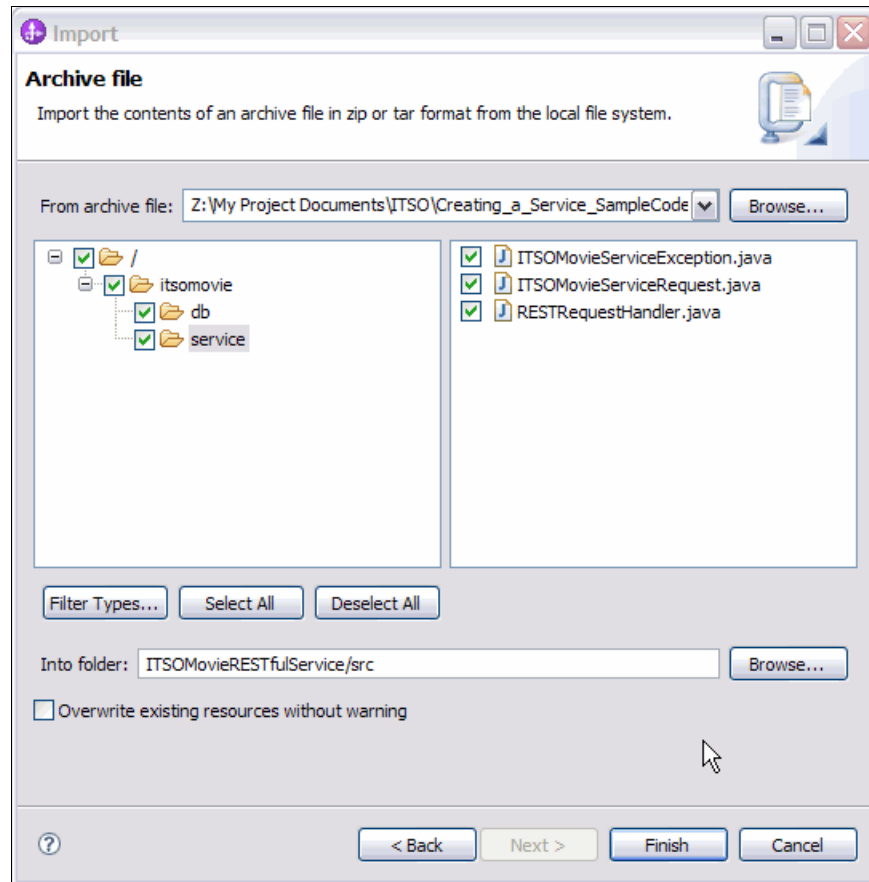 Import
Archive file
Import the contents of an archive file in zip or tar format from the local file system.
From archive file: Z:\My Project Documents\ITSO\Creating_a_Service_SampleCode Browse...
/
itsomovie
db
service
ITSOMovieServiceException.java
ITSOMovieServiceRequest.java
RESTRequestHandler.java
Filter Types... Select All Deselect All
Into folder: ITSOMovieRESTfulService/src Browse...
Overwrite existing resources without warning
? < Back Next > Finish Cancel